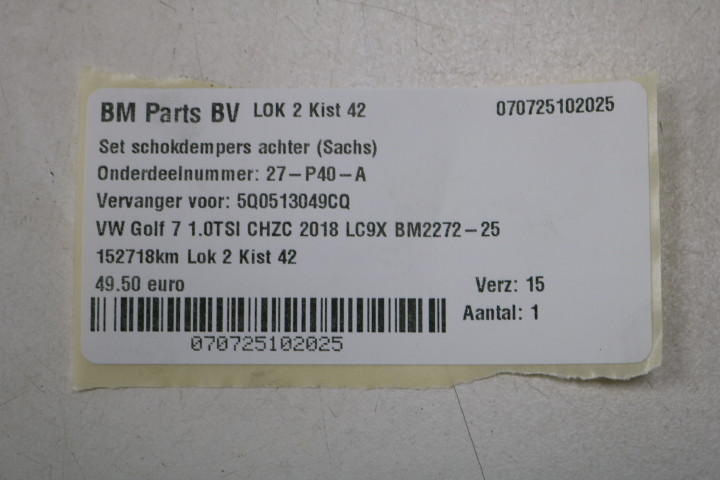 BM Parts BV LOK 2 Kist 42 070725102025
Set schokdempers achter (Sachs)
Onderdeelnummer: 27-P40-A
Vervanger voor: 5Q0513049CQ
VW Golf 7 1.0TSI CHZC 2018 LC9X BM2272-25
152718km Lok 2 Kist 42
49.50 euro Verz: 15
Aantal: 1
070725102025